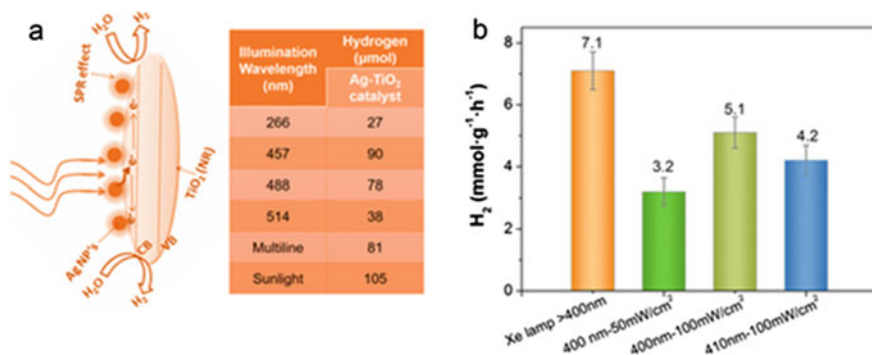 a
H₂O
H₂
SPR effect
Ag NP's
TiO₂ (NR)
CB
VB
H₂O
H₂
Illumination
Wavelength
(nm)
Hydrogen
(μmol)
Ag-TiO₂
catalyst
266 27
457 90
488 78
514 38
Multiline 81
Sunlight 105
b
H₂ (mmol·g⁻¹·h⁻¹)
8
6
4
2
0
7.1
3.2
5.1
4.2
Xe lamp >400nm
400 nm-50mW/cm³
400nm-100mW/cm³
410nm-100mW/cm³